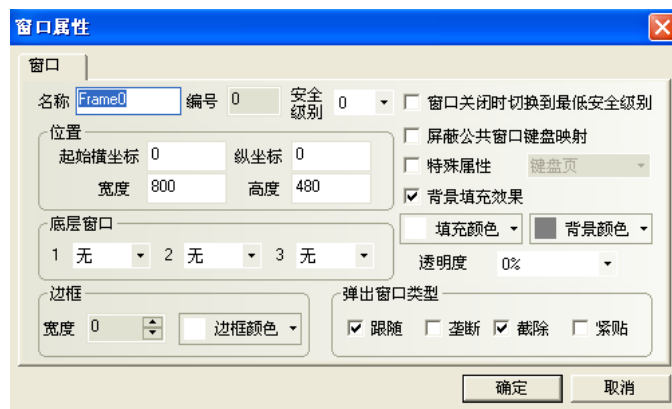 窗口属性
窗口
名称 Frame0 编号 0 安全级别 0 窗口关闭时切换到最低安全级别
位置
屏蔽公共窗口键盘映射
起始横坐标 0 纵坐标 0
特殊属性 键盘页
宽度 800 高度 480
背景填充效果
底层窗口
填充颜色 背景颜色
1 无 2 无 3 无
透明度 0%
边框
弹出窗口类型
宽度 0 边框颜色
跟随 垄断 截除 紧贴
确定 取消